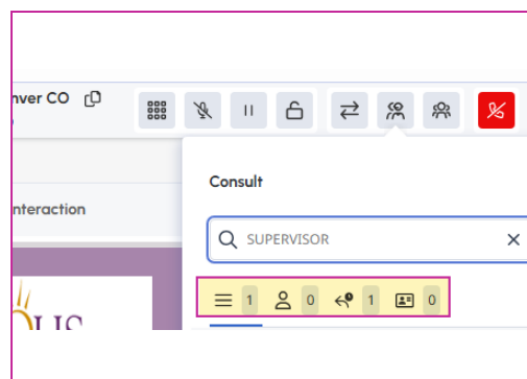 nver CO
Consult
nteraction
SUPERVISOR
1 0 1 0